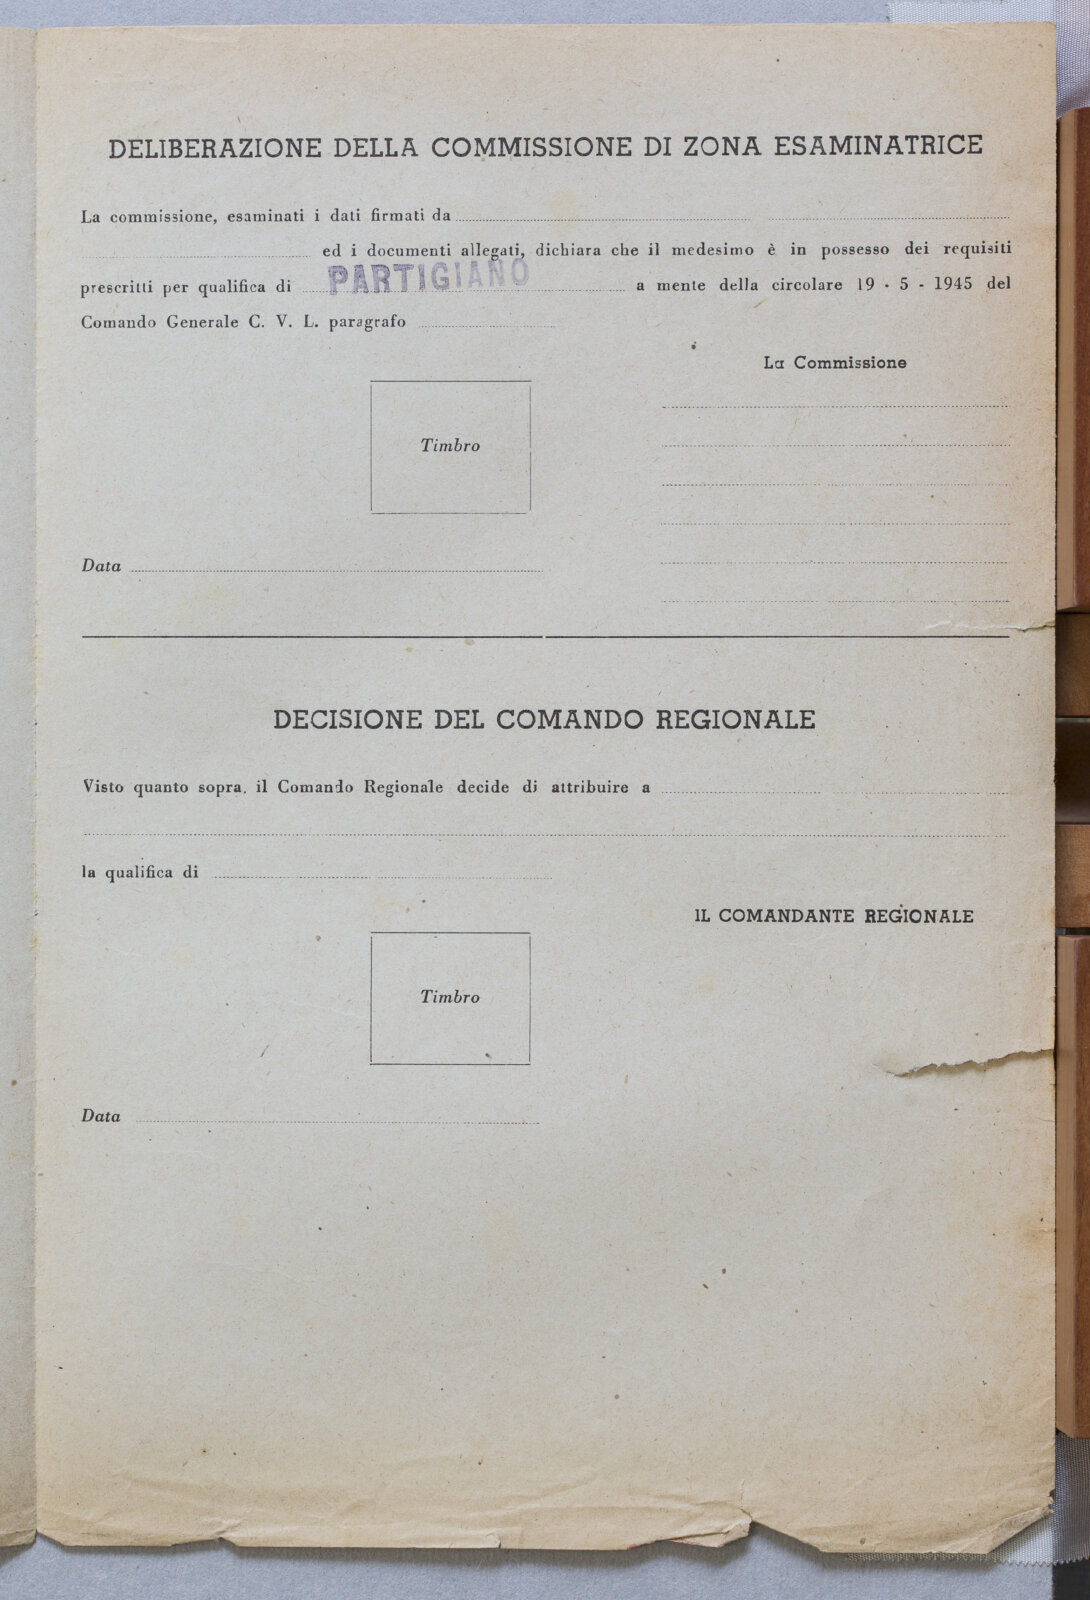 DELIBERAZIONE DELLA COMMISSIONE DI ZONA ESAMINATRICE
La commissione, esaminati i dati firmati da
ed i documenti allegati, dichiara che il medesimo è in possesso dei requisiti
prescritti per qualifica di PARTIGIANO a mente della circolare 19 - 5 - 1945 del
Comando Generale C. V. L. paragrafo
La Commissione
Timbro
Data
DECISIONE DEL COMANDO REGIONALE
Visto quanto sopra, il Comando Regionale decide di attribuire a
la qualifica di
IL COMANDANTE REGIONALE
Timbro
Data